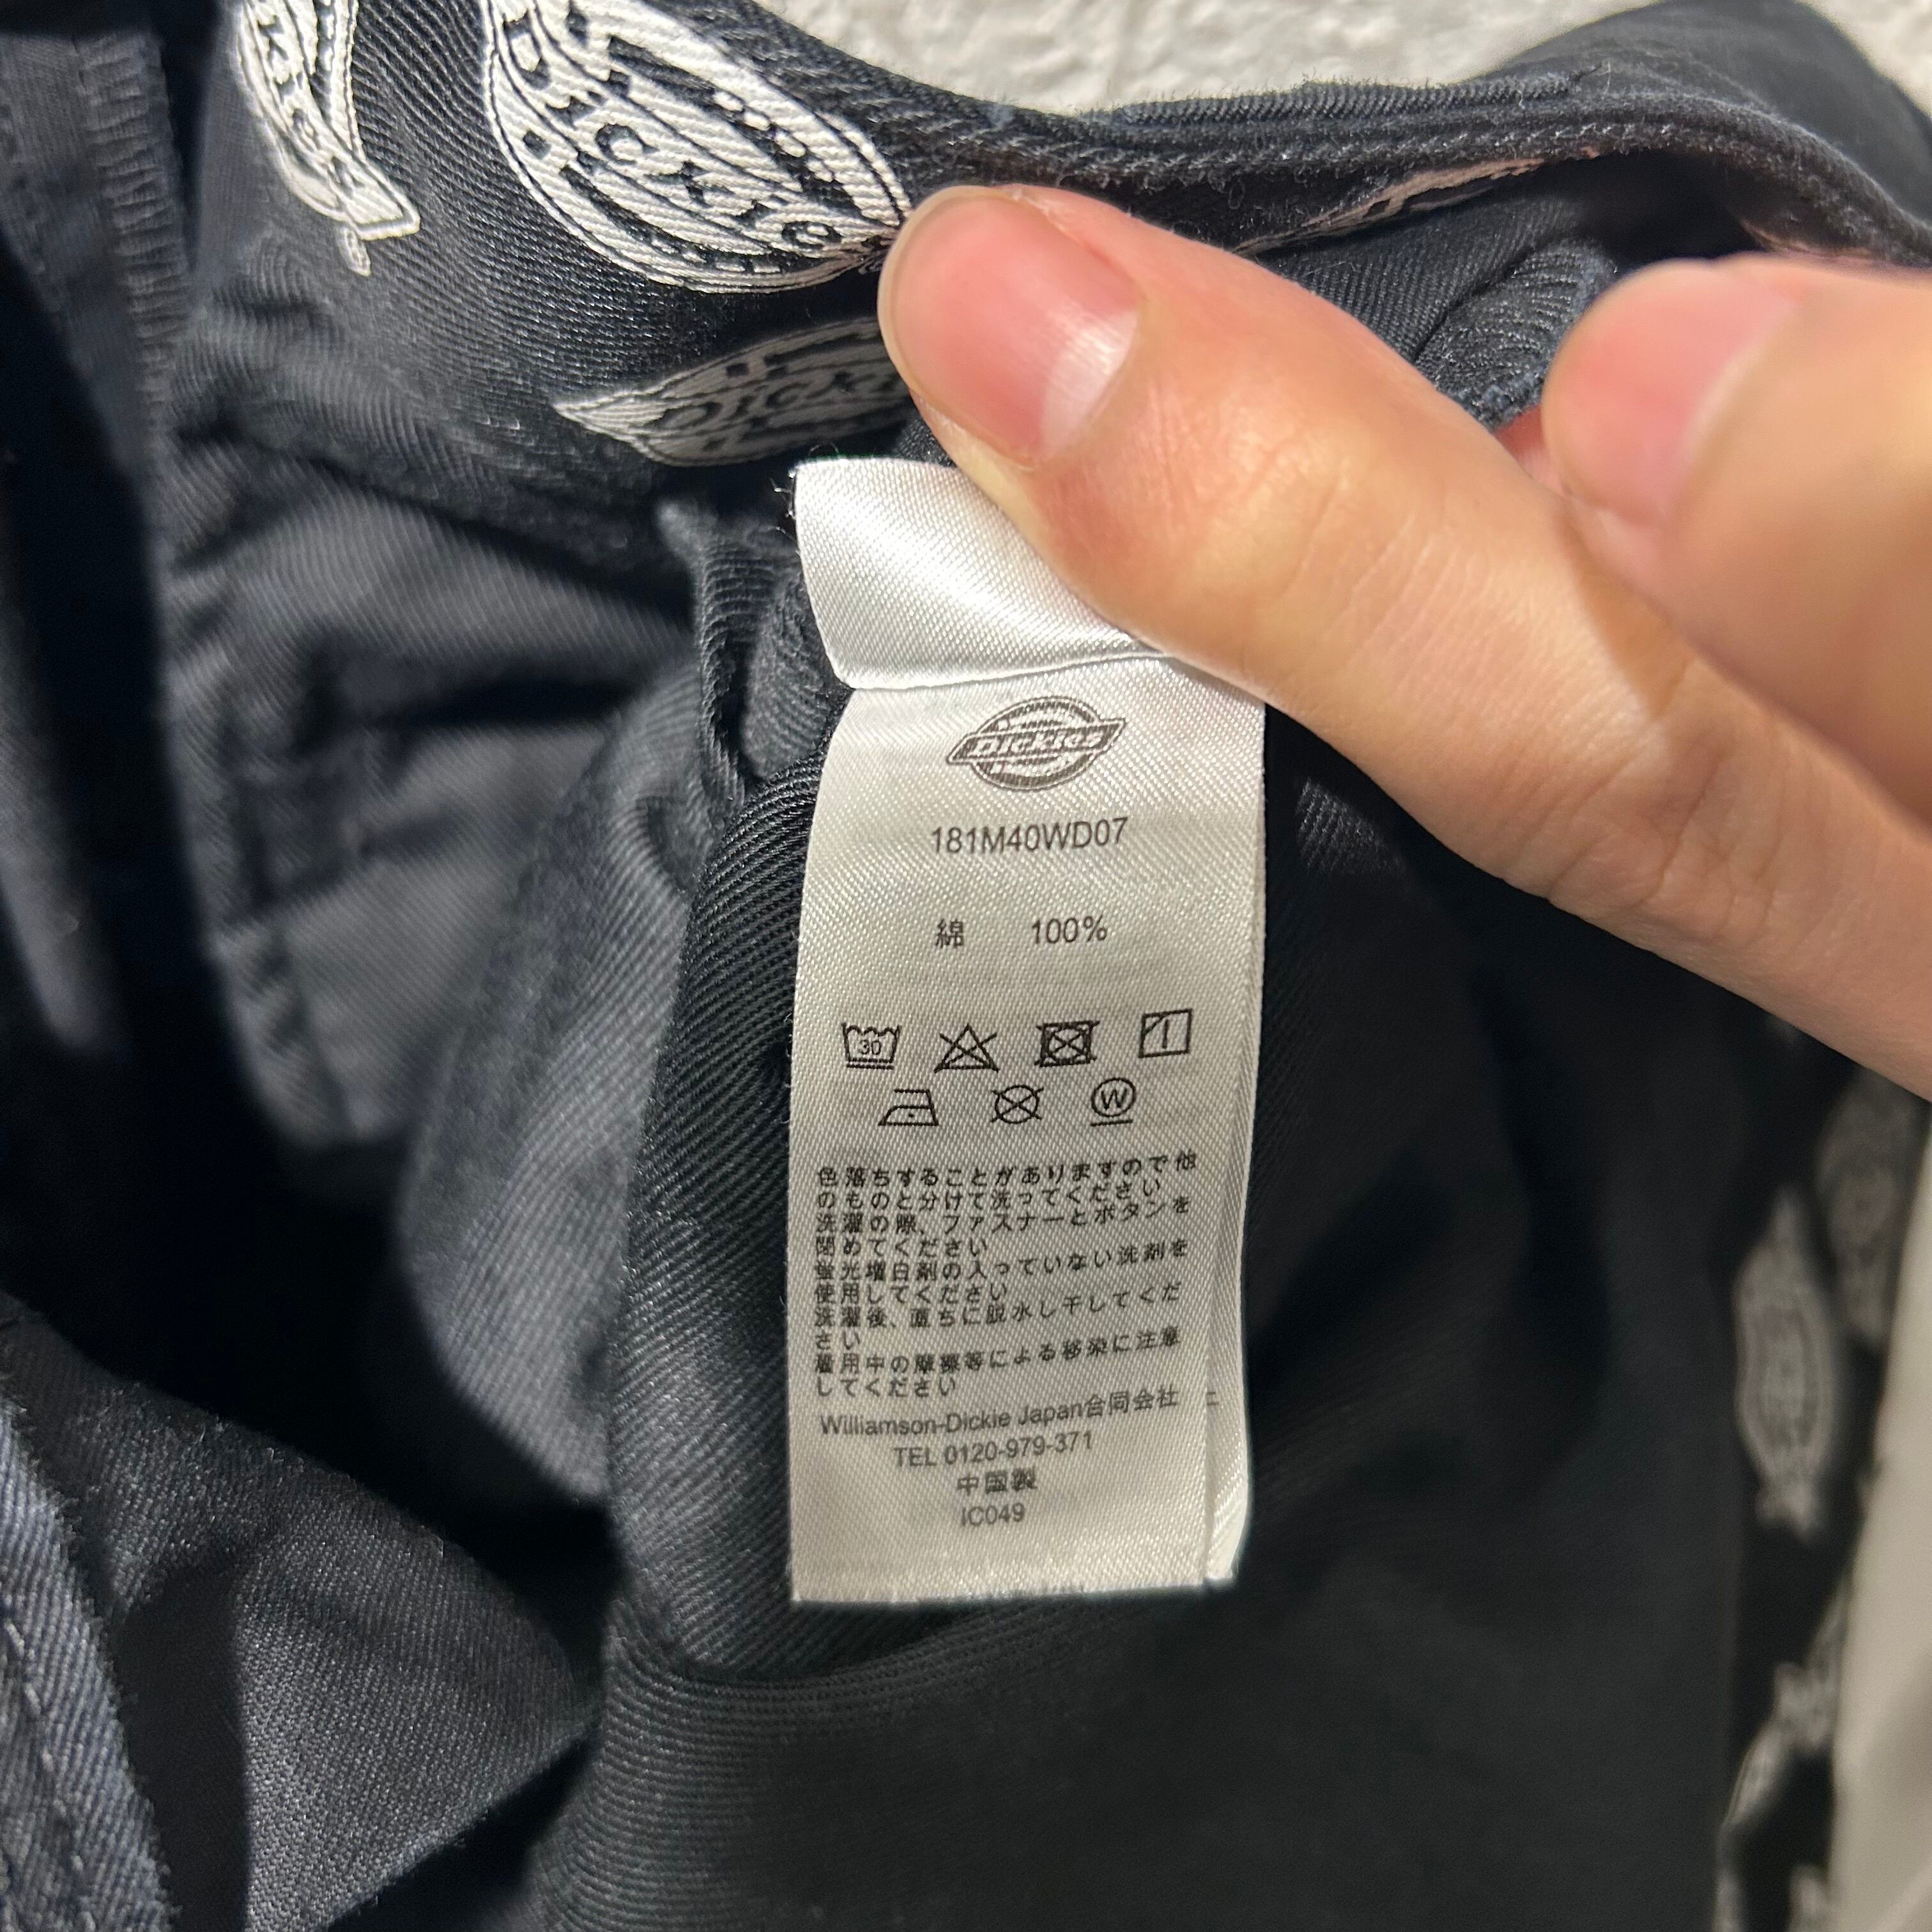 Dickies
DICKIE
Dickies
181M40WD07
綿 100%
30
W
色落ちすることがありますので他
のものと分けて洗ってください
洗濯の際、ファスナーとボタンを
閉めてください
蛍光増白剤の入っていない洗剤を
使用してください
洗濯後、直ちに脱水し干してくだ
さい
着用中の摩擦等による移染に注意
してください
Williamson-Dickie Japan合同会社
TEL 0120-979-371
中国製
IC049